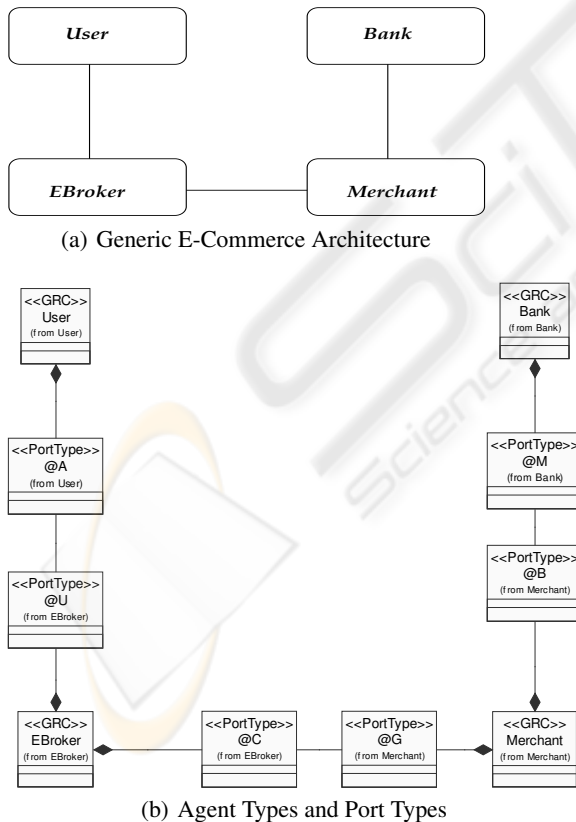 User
Bank
EBroker
Merchant
(a) Generic E-Commerce Architecture
<<GRC>>
User
(from User)
<<GRC>>
Bank
(from Bank)
<<PortType>>
@A
(from User)
<<PortType>>
@M
(from Bank)
<<PortType>>
@U
(from EBroker)
<<PortType>>
@B
(from Merchant)
<<GRC>>
EBroker
(from EBroker)
<<PortType>>
@C
(from EBroker)
<<PortType>>
@G
(from Merchant)
<<GRC>>
Merchant
(from Merchant)
(b) Agent Types and Port Types
Science